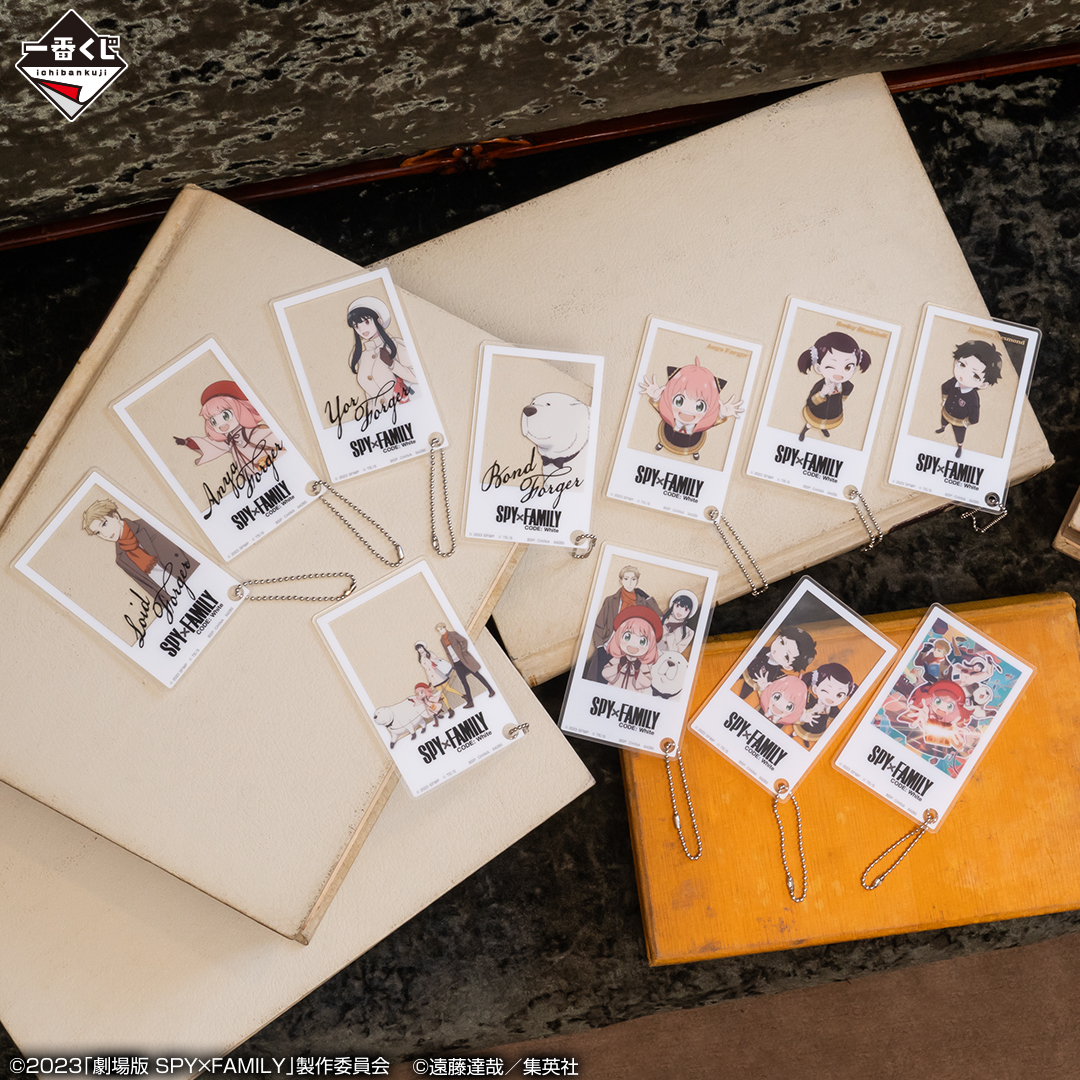 一番くじ
ichibankuji
Yor
Forger
SPY×FAMILY
CODE: White
Anya
Forger
SPY×FAMILY
CODE: White
Loid
Forger
SPY×FAMILY
CODE: White
Bond
Forger
SPY×FAMILY
CODE: White
Anya Forger
SPY×FAMILY
CODE: White
SPY×FAMILY
CODE: White
SPY×FAMILY
CODE: White
SPY×FAMILY
CODE: White
SPY×FAMILY
CODE: White
SPY×FAMILY
CODE: White
SPY×FAMILY
CODE: White
©2023「劇場版 SPY×FAMILY」製作委員会 ©遠藤達哉／集英社